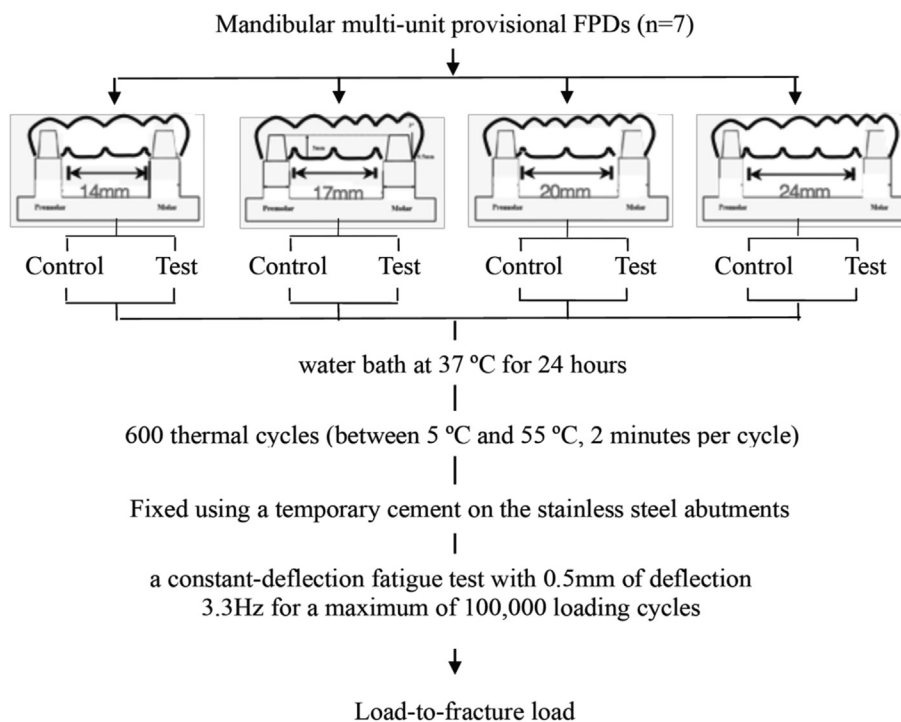 Mandibular multi-unit provisional FPDs (n=7)
5mm
14mm 17mm 20mm 24mm
Premolar Molar Premolar Molar Premolar Molar Premolar Molar
Control Test Control Test Control Test Control Test
water bath at 37 ºC for 24 hours
600 thermal cycles (between 5 ºC and 55 ºC, 2 minutes per cycle)
Fixed using a temporary cement on the stainless steel abutments
a constant-deflection fatigue test with 0.5mm of deflection
3.3Hz for a maximum of 100,000 loading cycles
Load-to-fracture load